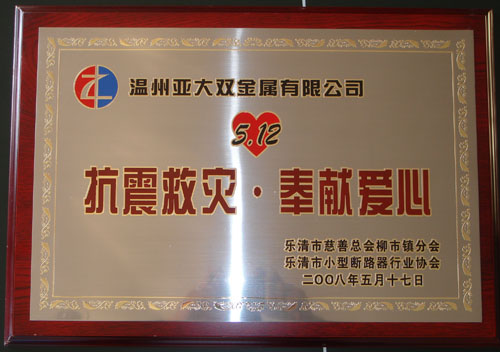 温州亚大双金属有限公司
5.12
抗震救灾·奉献爱心
乐清市慈善总会柳市镇分会
乐清市小型断路器行业协会
二〇〇八年五月十七日